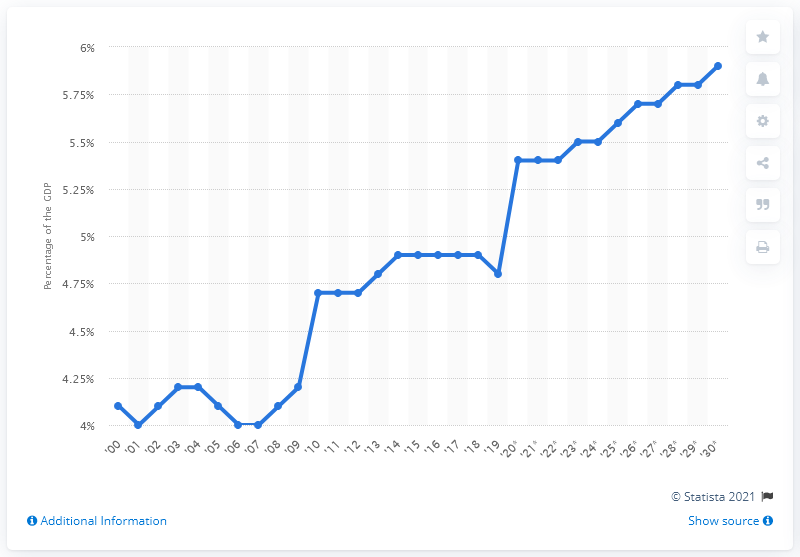 6%
5.75%
5.5%
5.25%
5%
4.75%
4.5%
4.25%
4%
Percentage of the GDP
'00 '01 '02 '03 '04 '05 '06 '07 '08 '09 '10 '11 '12 '13 '14 '15 '16 '17 '18 '19 '20* '21* '22* '23* '24* '25* '26* '27* '28* '29* '30*
© Statista 2021
Additional Information
Show source